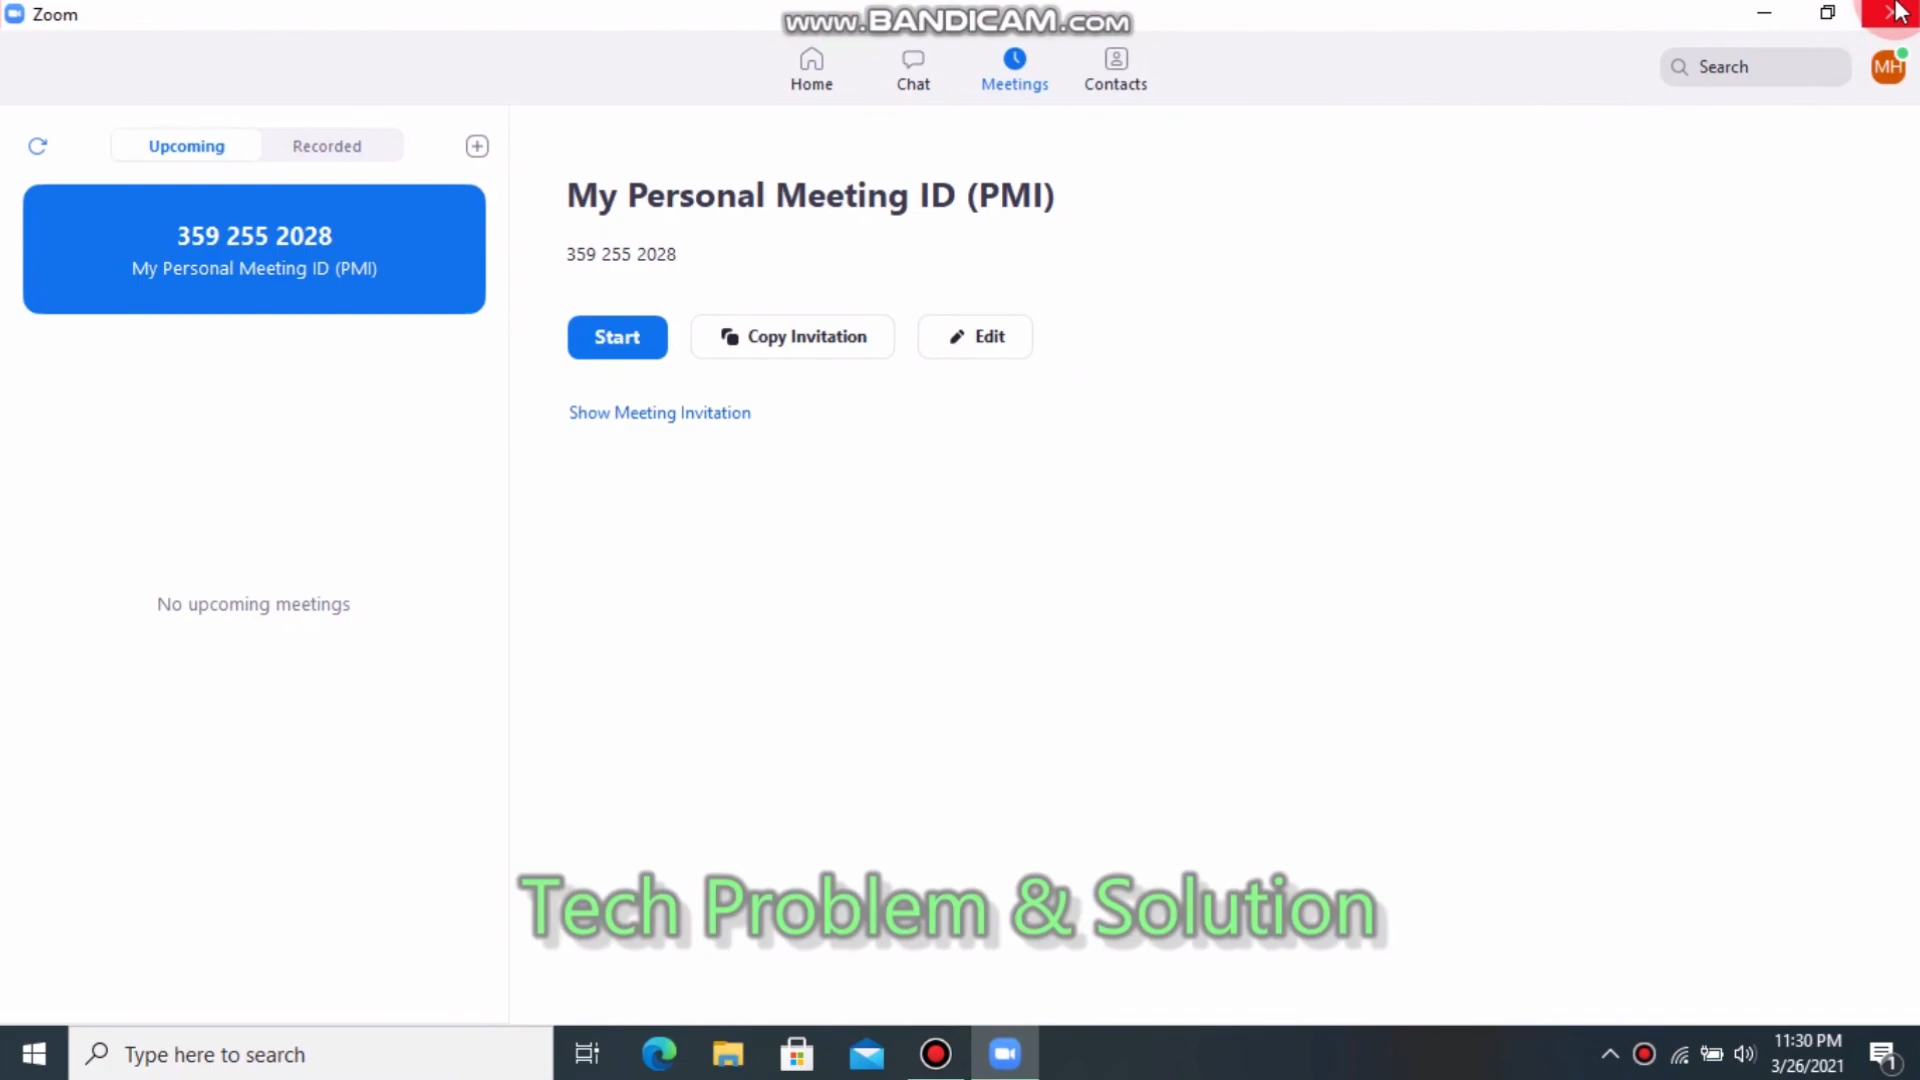 Zoom
www.BANDICAM.com
Home
Chat
Meetings
Contacts
Search
MH
Upcoming
Recorded
359 255 2028
My Personal Meeting ID (PMI)
No upcoming meetings
My Personal Meeting ID (PMI)
359 255 2028
Start
Copy Invitation
Edit
Show Meeting Invitation
Tech Problem & Solution
Type here to search
11:30 PM
3/26/2021
1